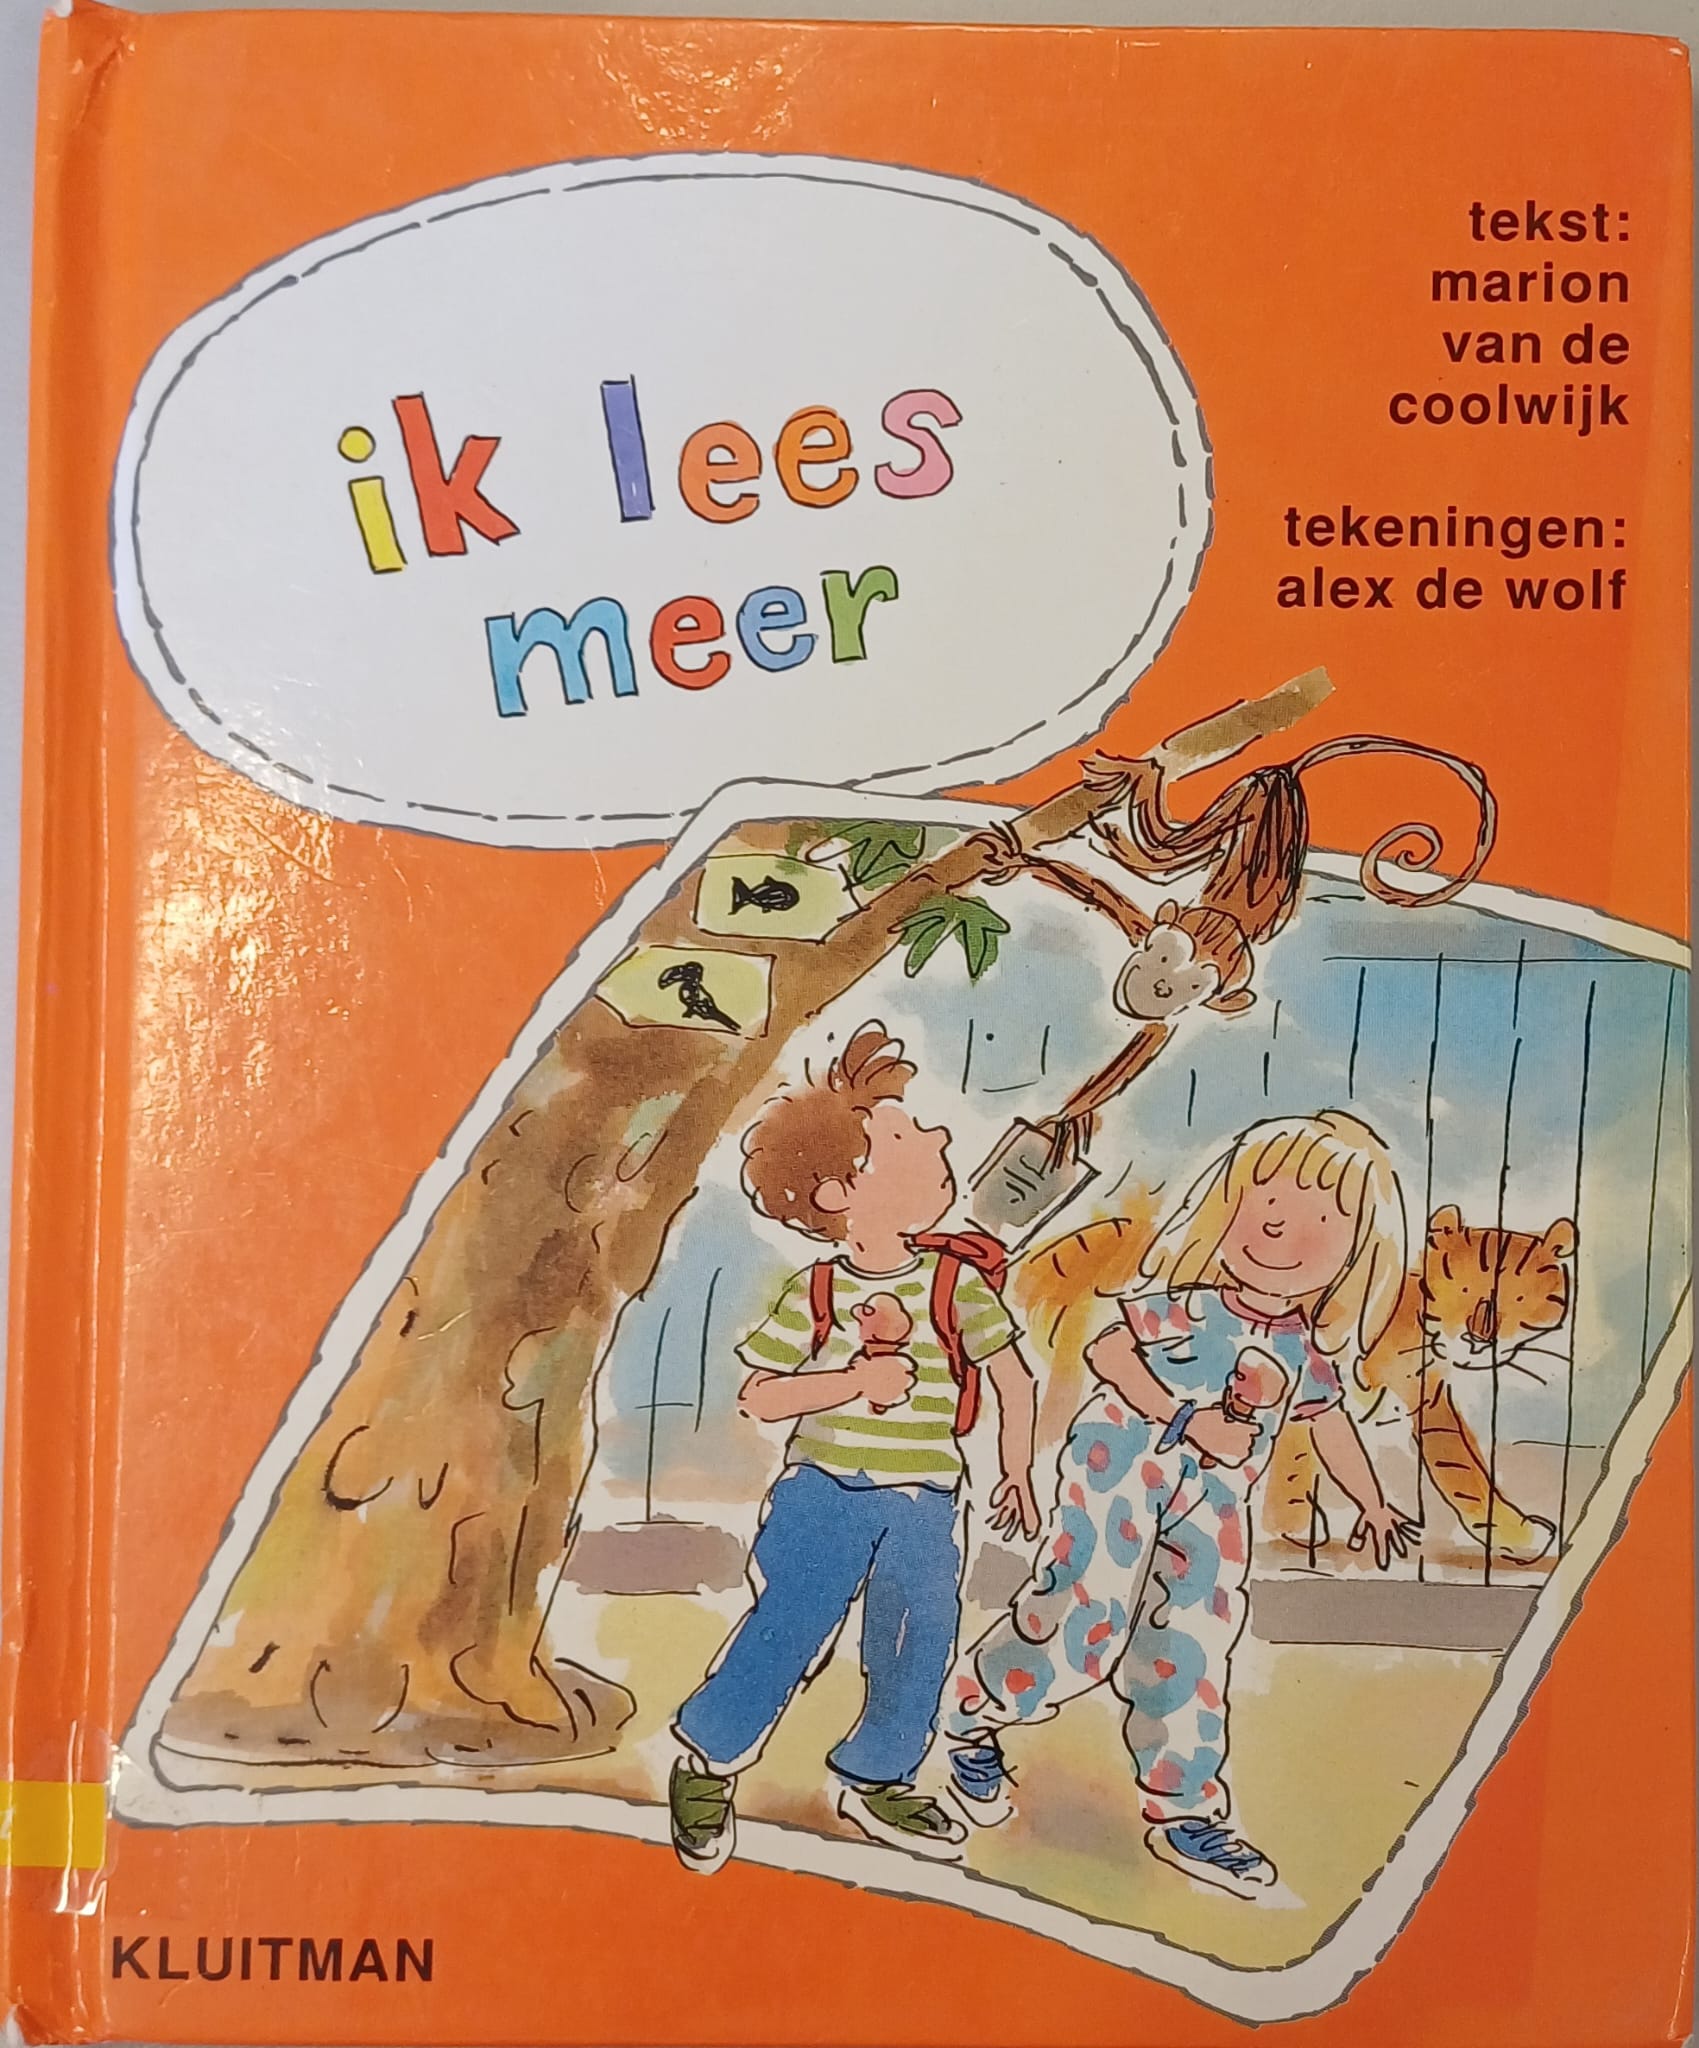 ik lees
meer
tekst:
marion
van de
coolwijk
tekeningen:
alex de wolf
KLUITMAN